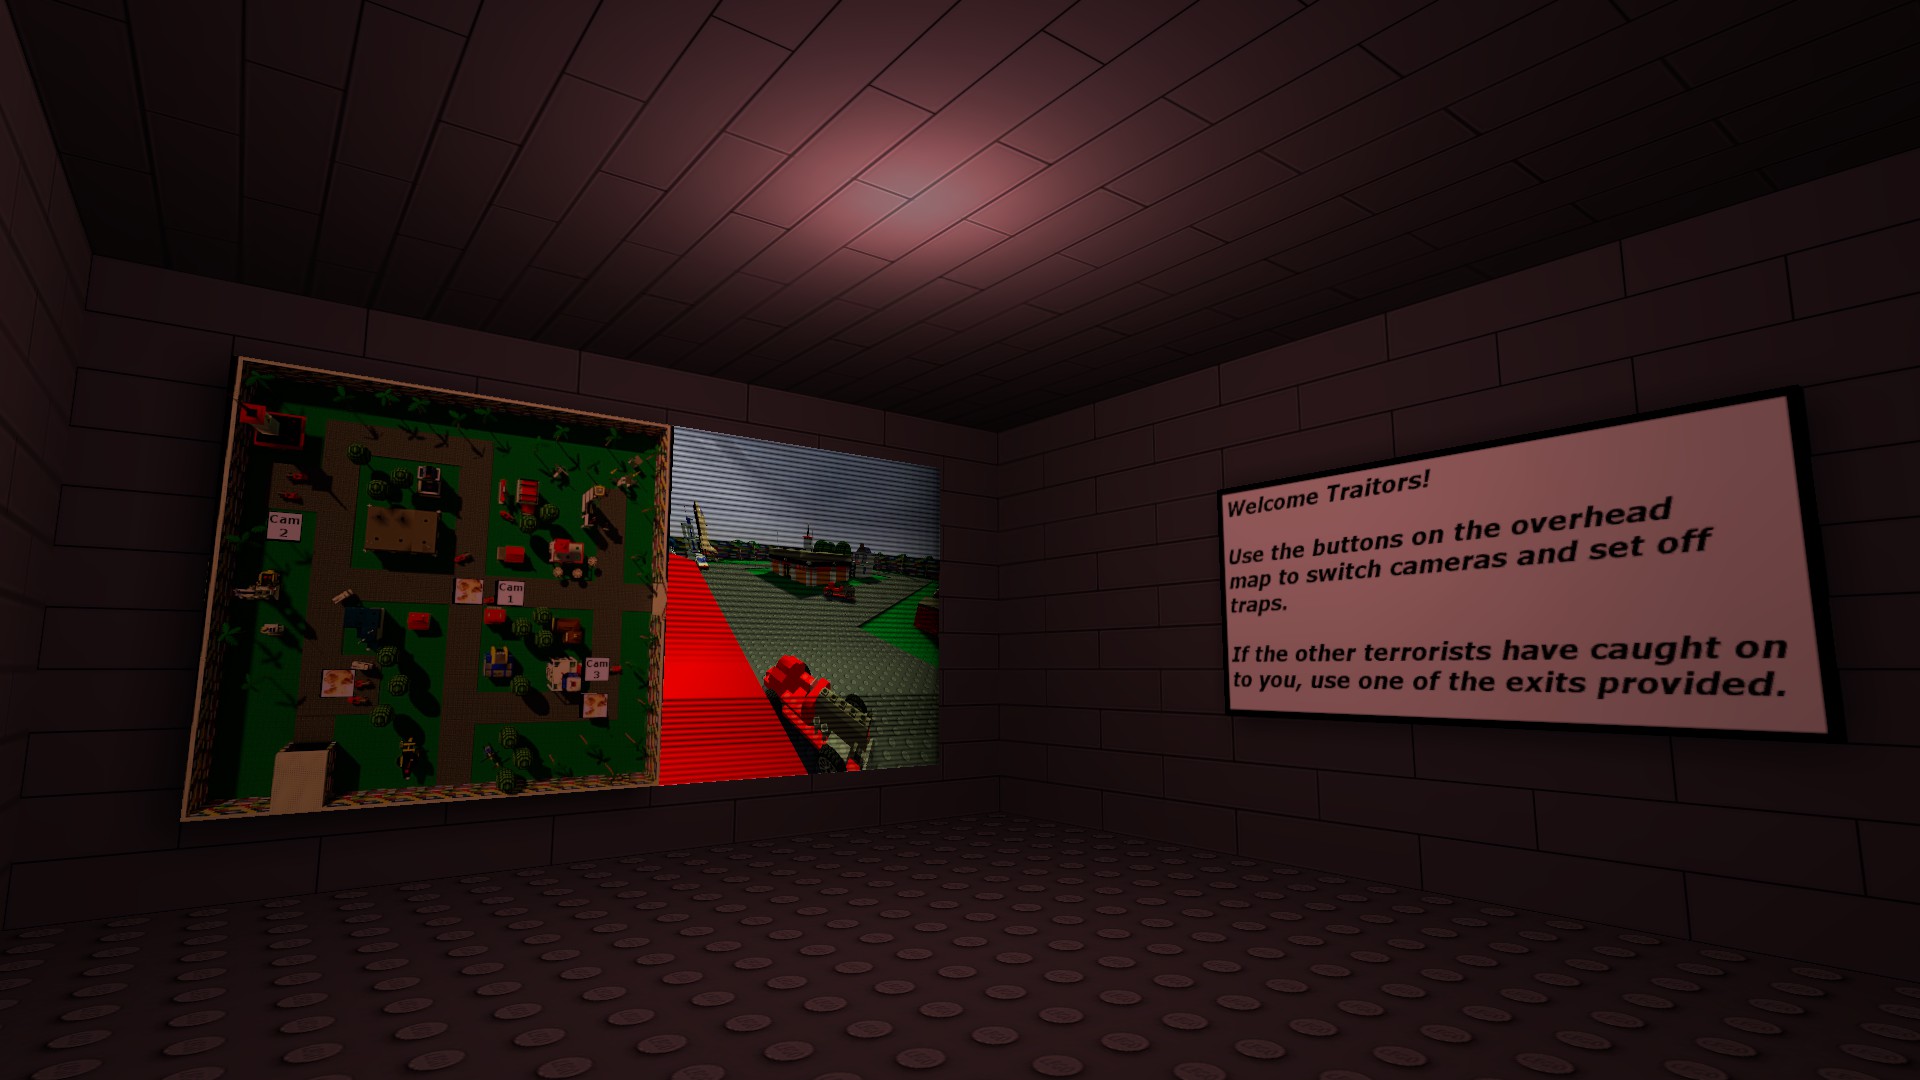 Cam
2
Cam
1
Cam
3
Welcome Traitors!
Use the buttons on the overhead
map to switch cameras and set off
traps.
If the other terrorists have caught on
to you, use one of the exits provided.